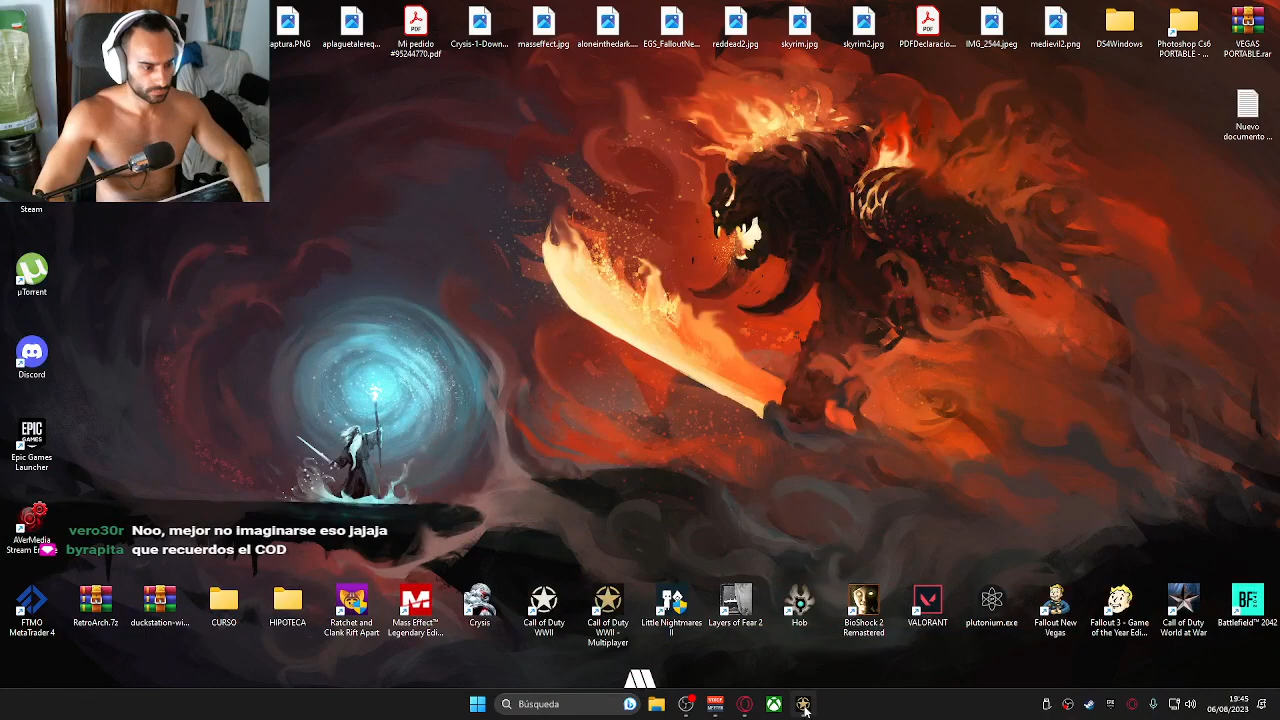 aptura.PNG
aplaguetalereq...
Mi pedido
#95244770.pdf
Crysis-1-Down...
masseffect.jpg
aloneinthedark....
EGS_FalloutNe...
reddead2.jpg
skyrim.jpg
skyrim2.jpg
PDFDeclaracio...
IMG_2544.jpeg
medievil2.png
DS4Windows
Photoshop Cs6
PORTABLE - ...
VEGAS
PORTABLE.rar
Nuevo
documento ...
Steam
µTorrent
Discord
EPIC
GAMES
Epic Games
Launcher
AVerMedia
Stream En
vero30r Noo, mejor no imaginarse eso jajaja
byrapita que recuerdos el COD
FTMO
MetaTrader 4
RetroArch.7z
duckstation-wi...
CURSO
HIPOTECA
Ratchet and
Clank Rift Apart
Mass Effect™
Legendary Edi...
Crysis
Call of Duty
WWII
Call of Duty
WWII -
Multiplayer
Little Nightmares
II
Layers of Fear 2
Hob
BioShock 2
Remastered
VALORANT
plutonium.exe
Fallout New
Vegas
Fallout 3 - Game
of the Year Edi...
Call of Duty
World at War
BF
Battlefield™ 2042
Búsqueda
19:45
06/08/2023